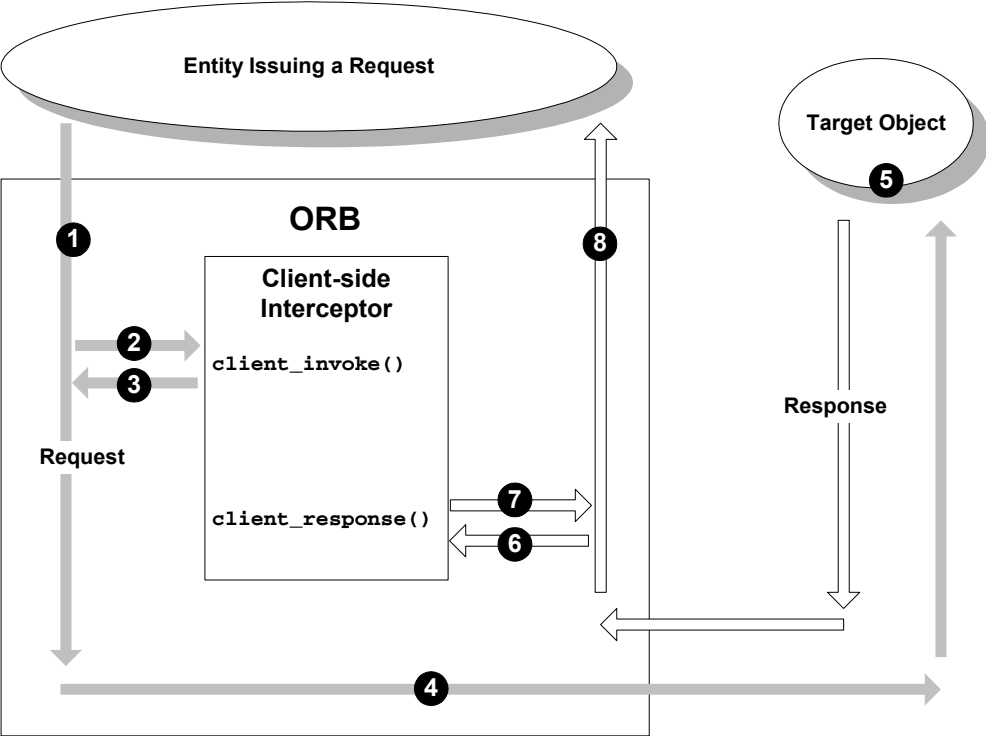 Entity Issuing a Request
Target Object
5
ORB
1
8
Client-side
Interceptor
2
client_invoke()
3
Response
Request
7
client_response()
6
4